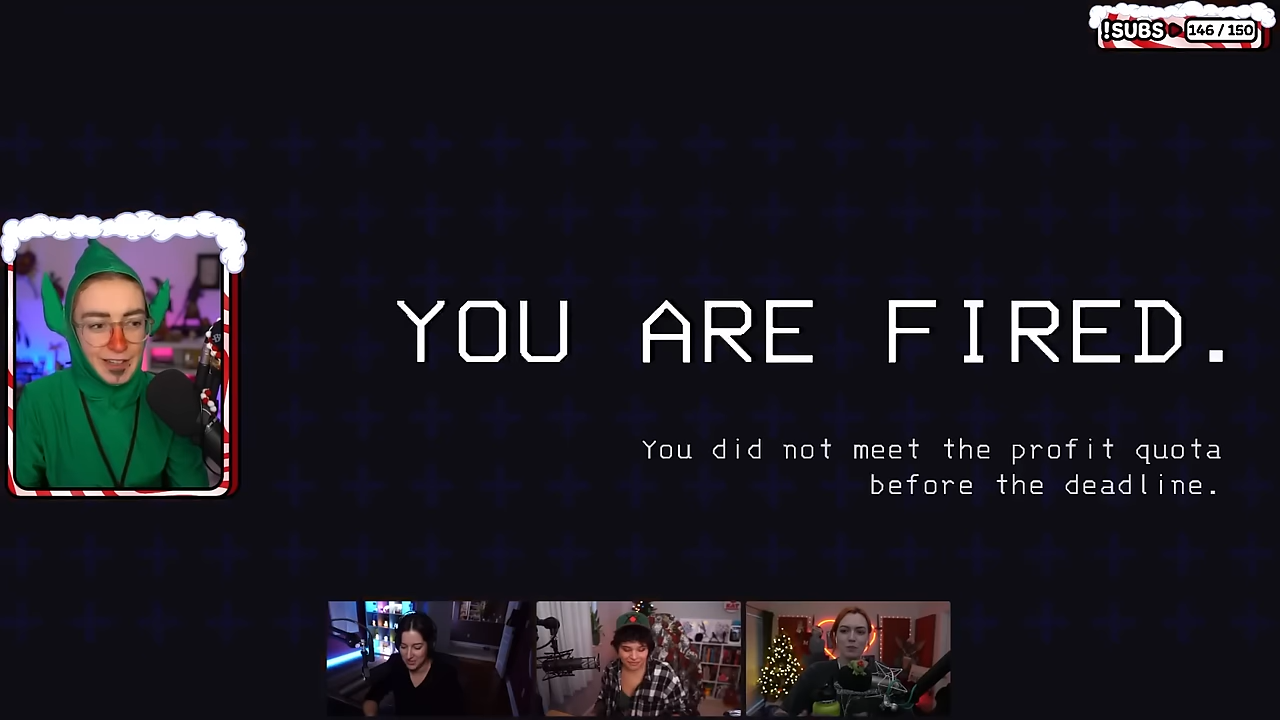 !SUBS 146 / 150
YOU ARE FIRED.
You did not meet the profit quota
before the deadline.